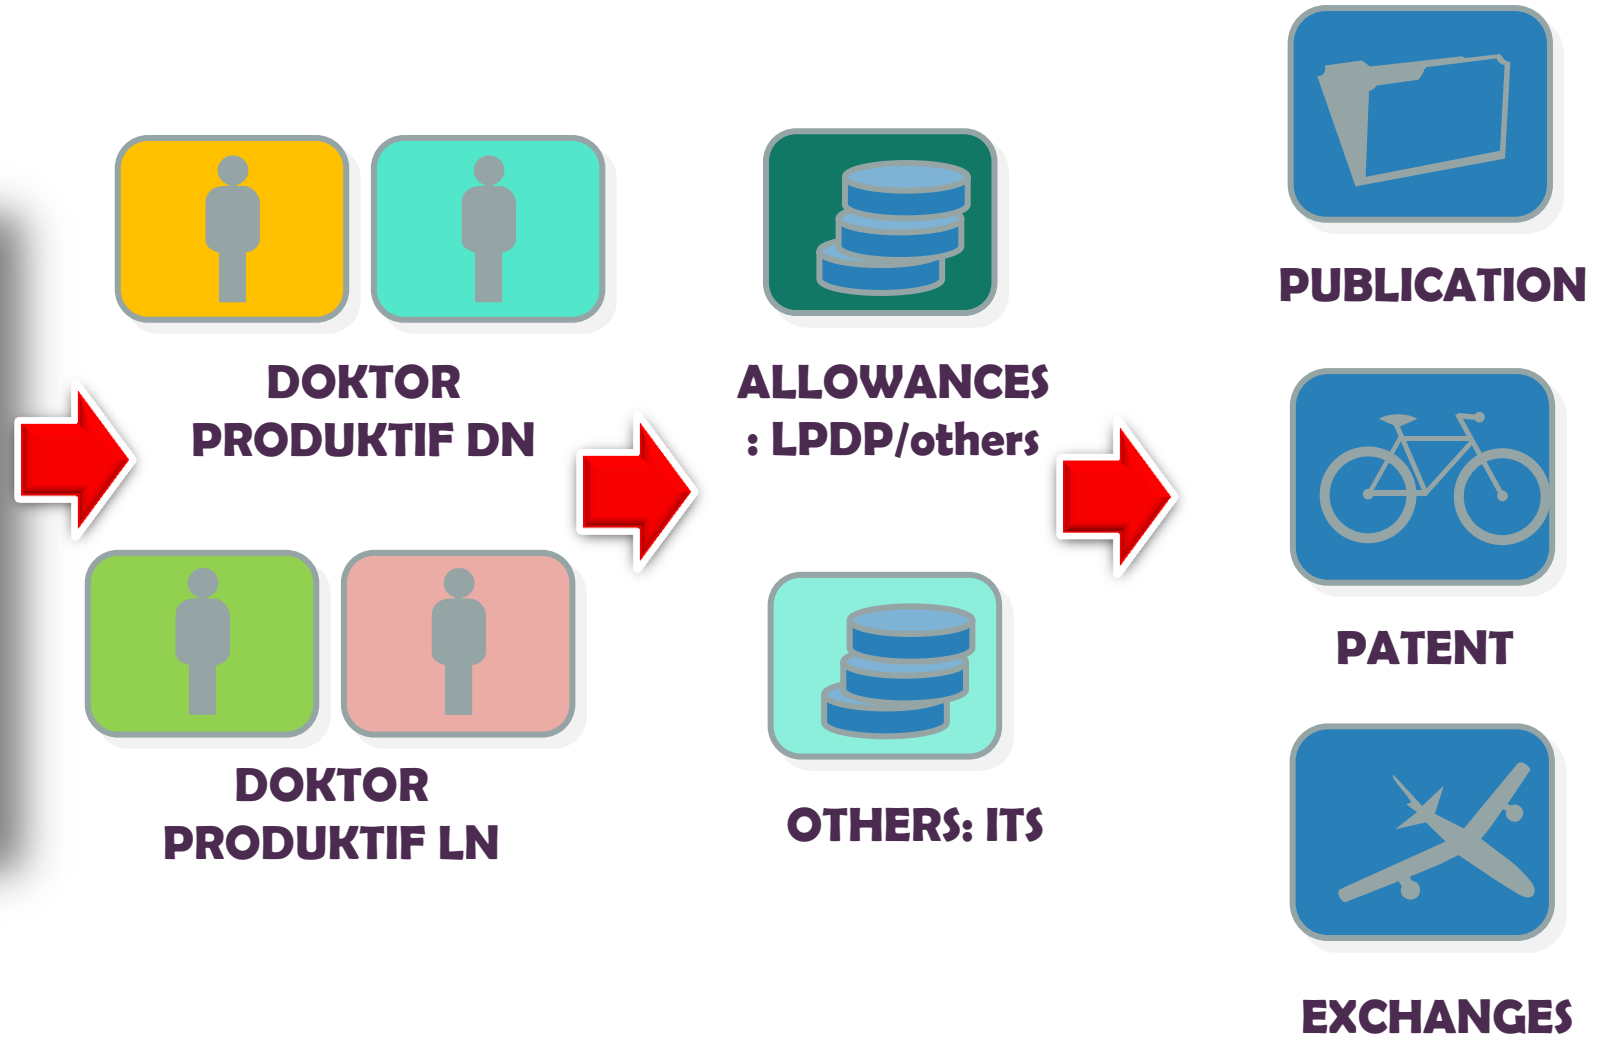 DOKTOR
PRODUKTIF DN
DOKTOR
PRODUKTIF LN
ALLOWANCES
: LPDP/others
OTHERS: ITS
PUBLICATION
PATENT
EXCHANGES